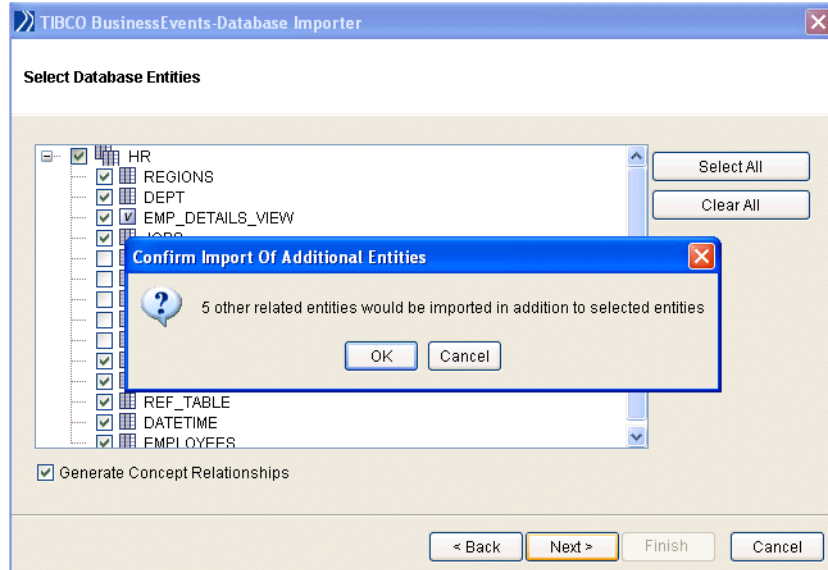 TIBCO BusinessEvents-Database Importer
Select Database Entities
HR
REGIONS
DEPT
EMP_DETAILS_VIEW
JOBS
Select All
Clear All
Confirm Import Of Additional Entities
5 other related entities would be imported in addition to selected entities
OK
Cancel
REF_TABLE
DATETIME
EMPLOYEES
Generate Concept Relationships
< Back
Next >
Finish
Cancel